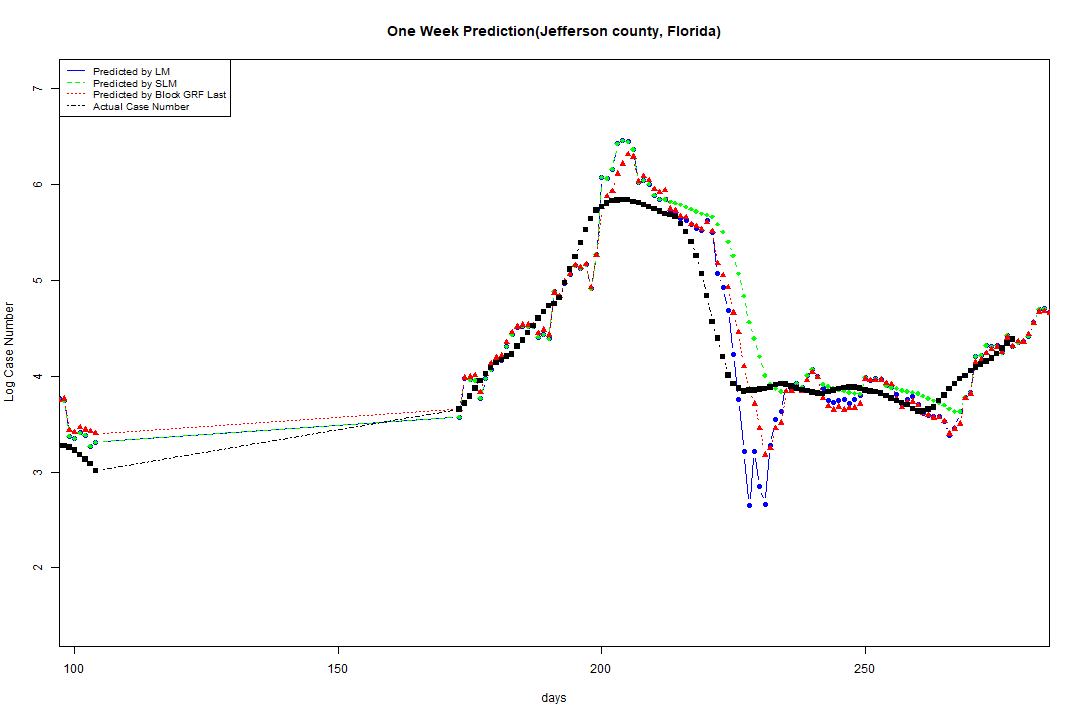 One Week Prediction(Jefferson county, Florida)
Predicted by LM
Predicted by SLM
Predicted by Block GRF Last
Actual Case Number
7
6
5
4
3
2
Log Case Number
100 150 200 250
days